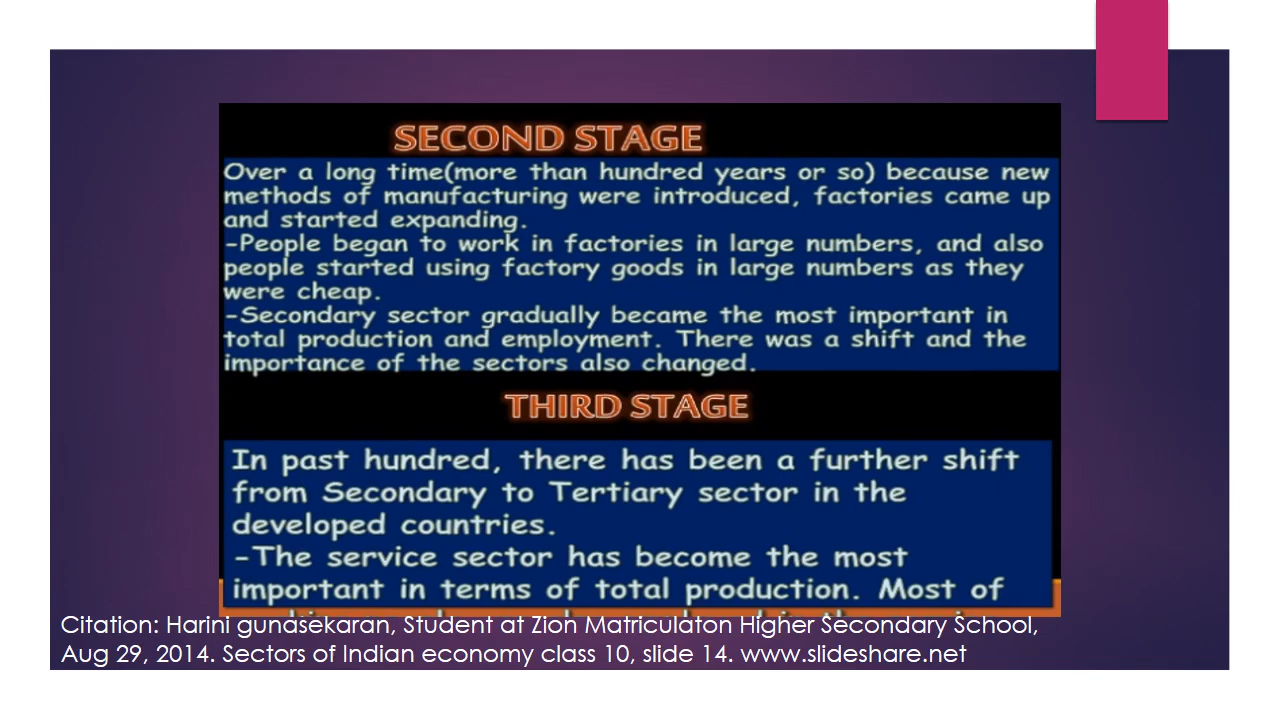 SECOND STAGE
Over a long time(more than hundred years or so) because new
methods of manufacturing were introduced, factories came up
and started expanding.
-People began to work in factories in large numbers, and also
people started using factory goods in large numbers as they
were cheap.
-Secondary sector gradually became the most important in
total production and employment. There was a shift and the
importance of the sectors also changed.
THIRD STAGE
In past hundred, there has been a further shift
from Secondary to Tertiary sector in the
developed countries.
-The service sector has become the most
important in terms of total production. Most of
Citation: Harini gunasekaran, Student at Zion Matriculaton Higher Secondary School,
Aug 29, 2014. Sectors of Indian economy class 10, slide 14. www.slideshare.net